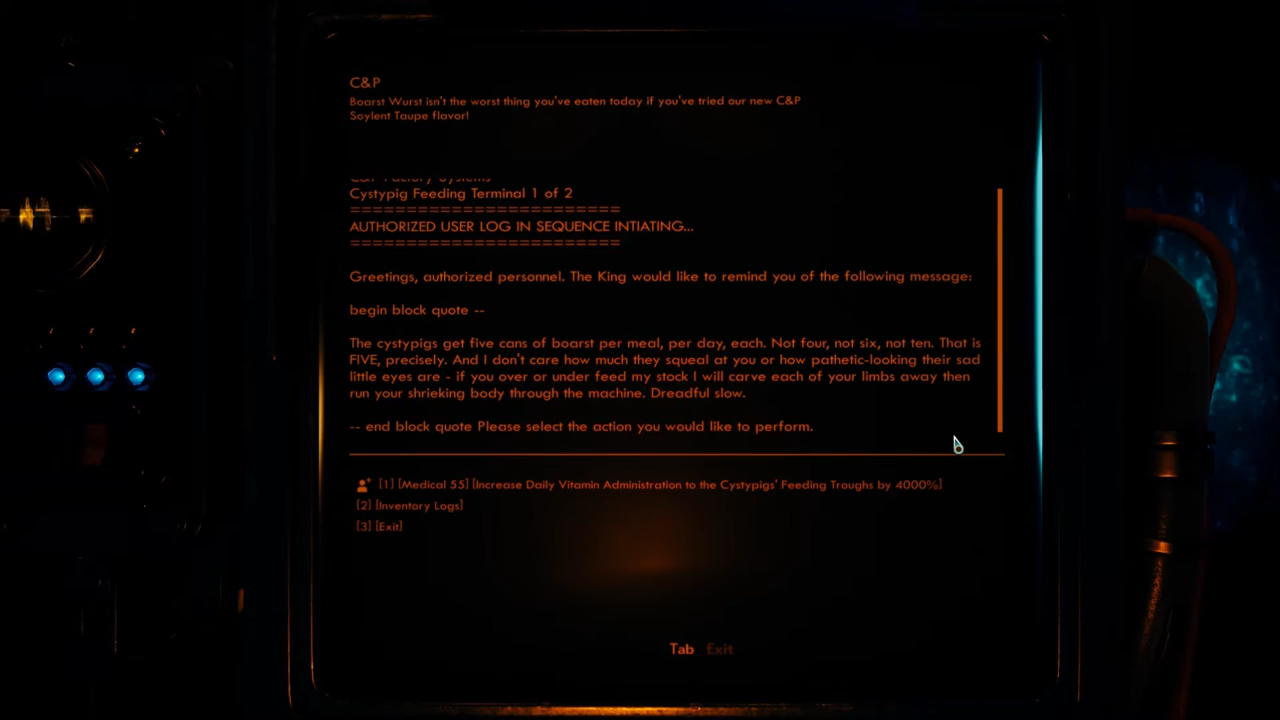 C&P
Boarst Wurst isn't the worst thing you've eaten today if you've tried our new C&P
Soylent Taupe flavor!
C&P Factory Systems
Cystypig Feeding Terminal 1 of 2
========================
AUTHORIZED USER LOG IN SEQUENCE INTIATING...
========================
Greetings, authorized personnel. The King would like to remind you of the following message:
begin block quote --
The cystypigs get five cans of boarst per meal, per day, each. Not four, not six, not ten. That is
FIVE, precisely. And I don't care how much they squeal at you or how pathetic-looking their sad
little eyes are - if you over or under feed my stock I will carve each of your limbs away then
run your shrieking body through the machine. Dreadful slow.
-- end block quote Please select the action you would like to perform.
[1] [Medical 55] [Increase Daily Vitamin Administration to the Cystypigs' Feeding Troughs by 4000%]
[2] [Inventory Logs]
[3] [Exit]
Tab Exit